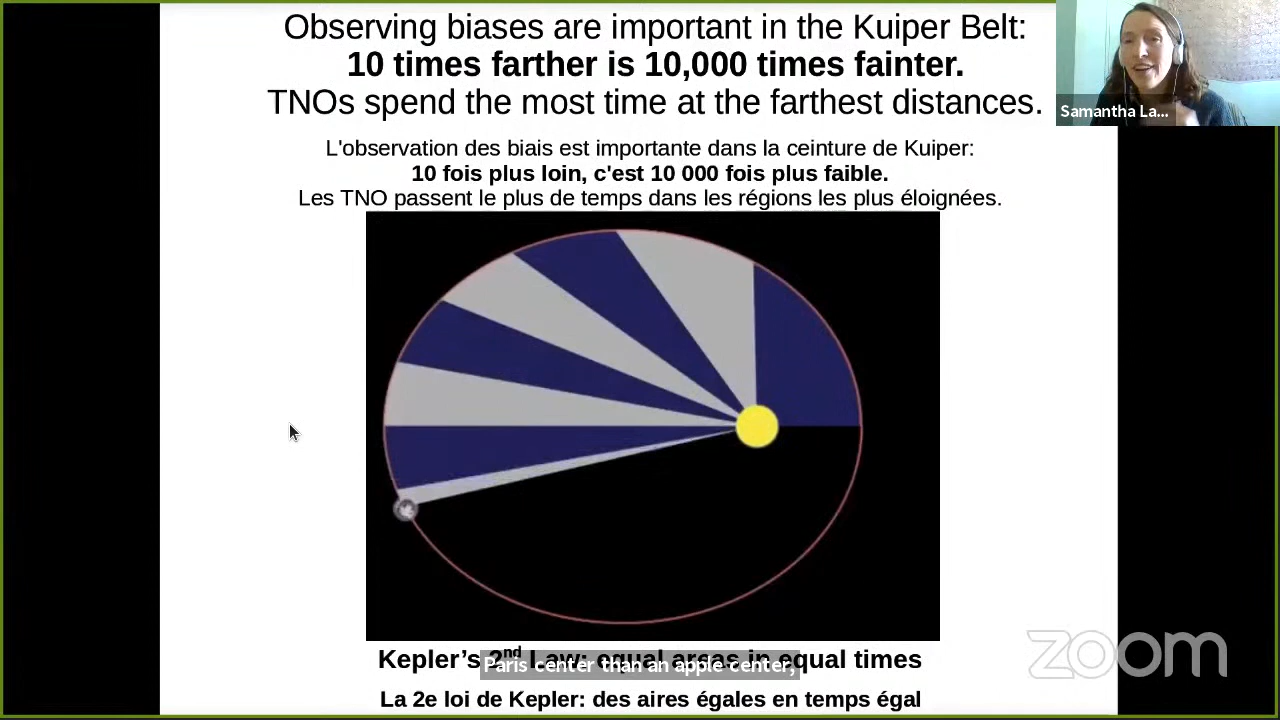 Observing biases are important in the Kuiper Belt:
10 times farther is 10,000 times fainter.
TNOs spend the most time at the farthest distances.
Samantha La...
L'observation des biais est importante dans la ceinture de Kuiper:
10 fois plus loin, c'est 10 000 fois plus faible.
Les TNO passent le plus de temps dans les régions les plus éloignées.
Kepler's 2nd Law: equal areas in equal times
Paris center than an apple center,
La 2e loi de Kepler: des aires égales en temps égal
zoom